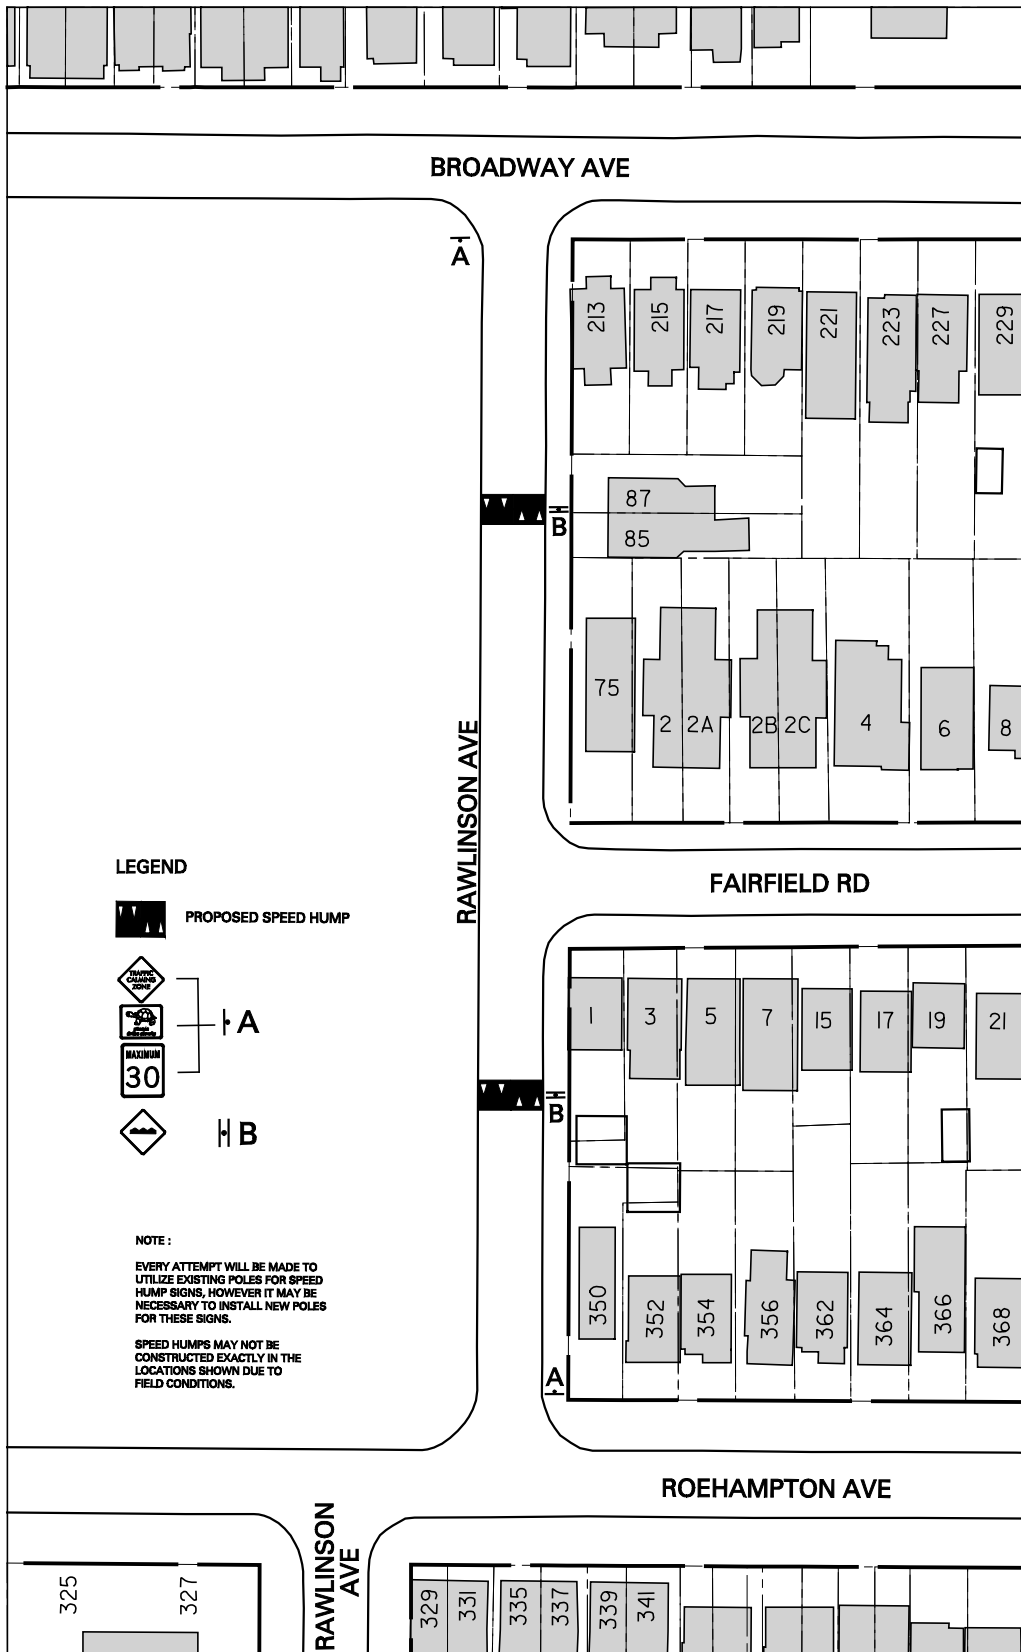 BROADWAY AVE
A
213
215
217
219
221
223
227
229
87
B
85
75
2
2A
2B
2C
4
6
8
RAWLINSON AVE
LEGEND
FAIRFIELD RD
PROPOSED SPEED HUMP
TRAFFIC
CALMING
ZONE
A
MAXIMUM
30
B
1
3
5
7
15
17
19
21
B
NOTE :
EVERY ATTEMPT WILL BE MADE TO
UTILIZE EXISTING POLES FOR SPEED
HUMP SIGNS, HOWEVER IT MAY BE
NECESSARY TO INSTALL NEW POLES
FOR THESE SIGNS.
SPEED HUMPS MAY NOT BE
CONSTRUCTED EXACTLY IN THE
LOCATIONS SHOWN DUE TO
FIELD CONDITIONS.
350
352
354
356
362
364
366
368
A
ROEHAMPTON AVE
RAWLINSON
AVE
325
327
329
331
335
337
339
341